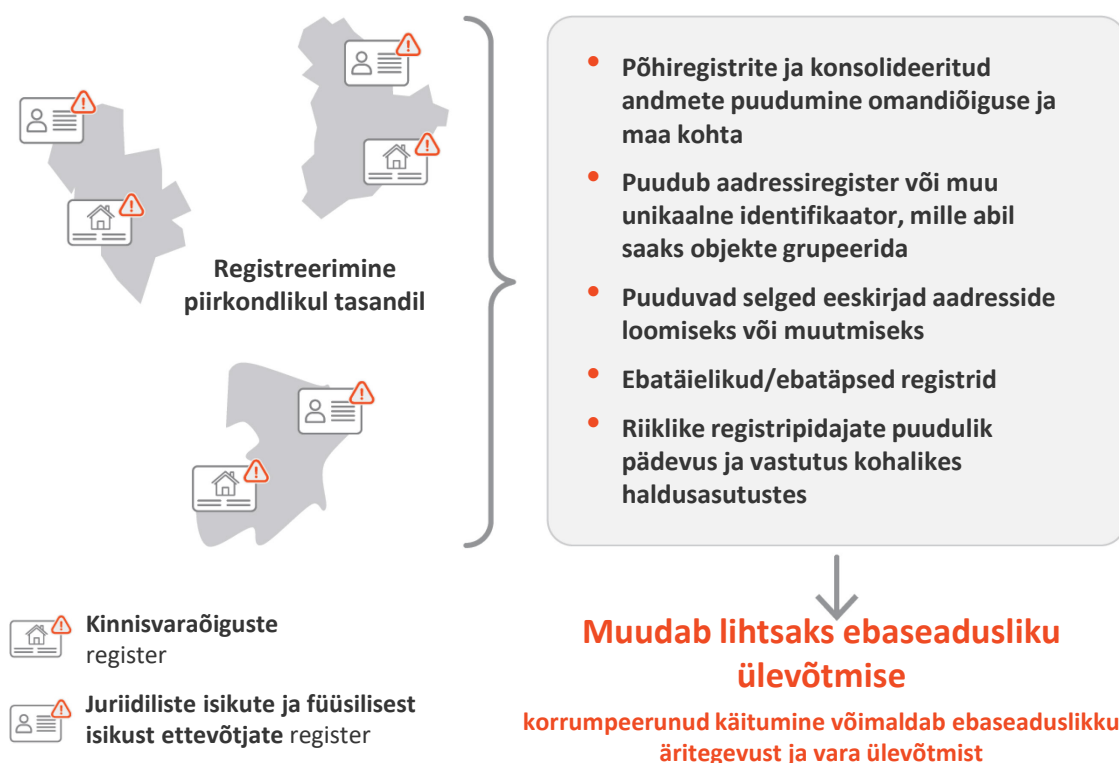 Registreerimine
piirkondlikul tasandil
Põhiregistrite ja konsolideeritud
andmete puudumine omandiõiguse ja
maa kohta
Puudub aadressiregister või muu
unikaalne identifikaator, mille abil
saaks objekte grupeerida
Puuduvad selged eeskirjad aadresside
loomiseks või muutmiseks
Ebatäielikud/ebatäpsed registrid
Riiklike registripidajate puudulik
pädevus ja vastutus kohalikes
haldusasutustes
Kinnisvaraõiguste
register
Juriidiliste isikute ja füüsilisest
isikust ettevõtjate register
Muudab lihtsaks ebaseadusliku
ülevõtmise
korrumpeerunud käitumine võimaldab ebaseaduslikku
äritegevust ja vara ülevõtmist